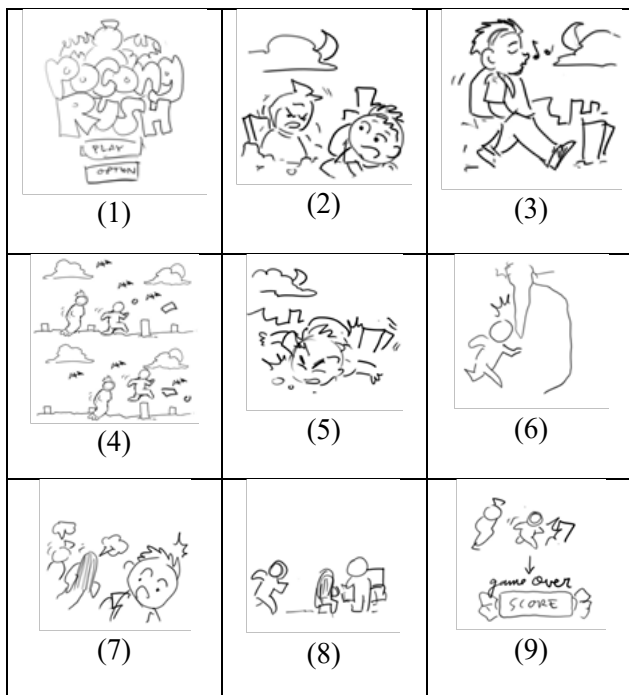 Pocong
RUSH
PLAY
OPTION
(1)
(2)
(3)
(4)
(5)
(6)
(7)
(8)
game over
SCORE
(9)